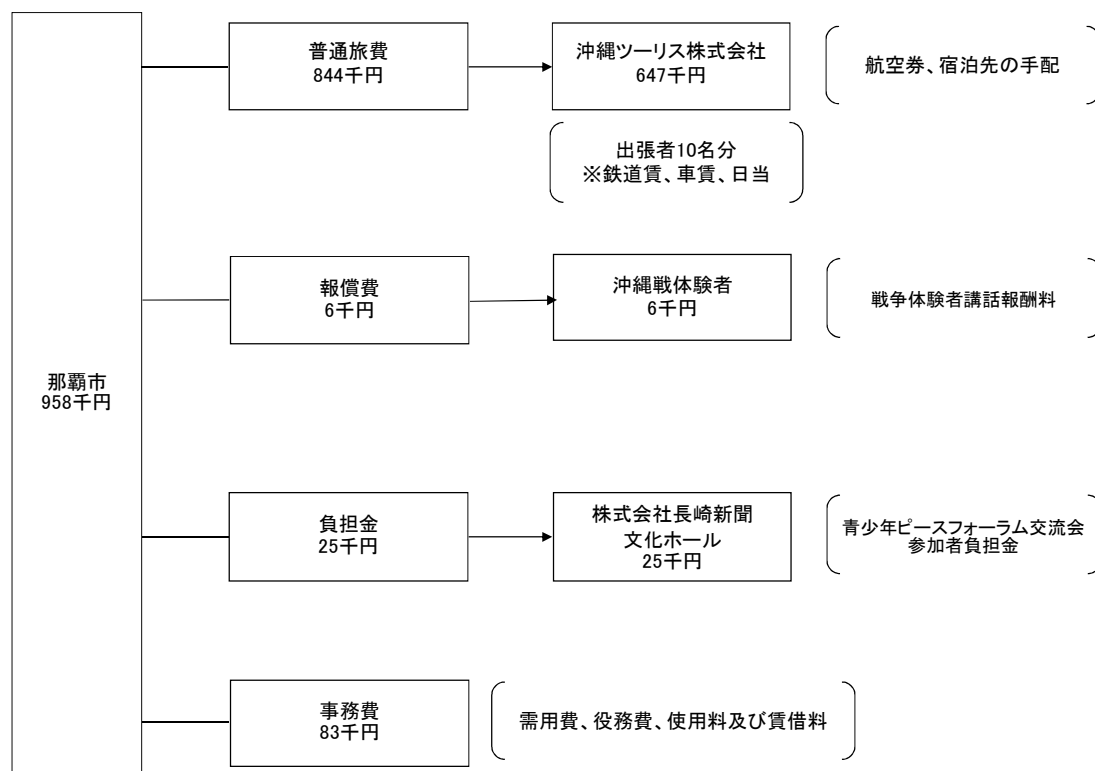 普通旅費
844千円
沖縄ツーリス株式会社
647千円
航空券、宿泊先の手配
出張者10名分
※鉄道賃、車賃、日当
報償費
6千円
沖縄戦体験者
6千円
戦争体験者講話報酬料
那覇市
958千円
負担金
25千円
株式会社長崎新聞
文化ホール
25千円
青少年ピースフォーラム交流会
参加者負担金
事務費
83千円
需用費、役務費、使用料及び賃借料